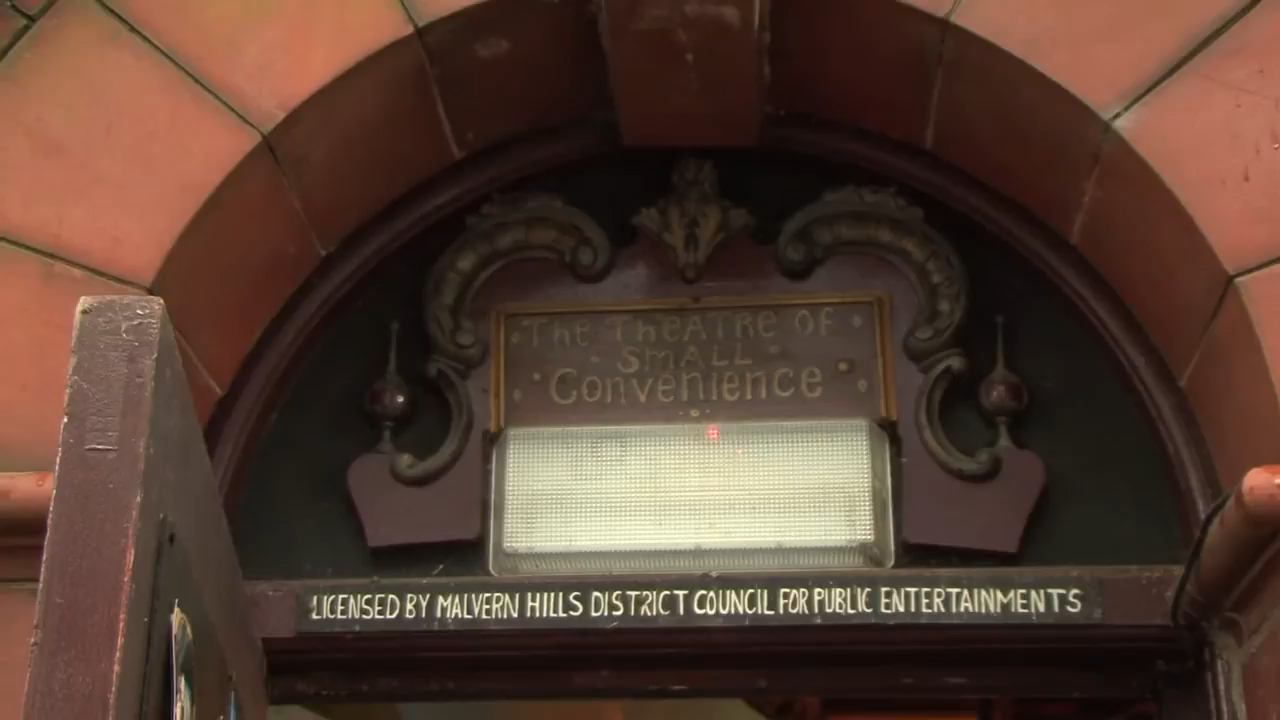 The TheATRe OF
SMALL
Convenience
LICENSED BY MALVERN HILLS DISTRICT COUNCIL FOR PUBLIC ENTERTAINMENTS